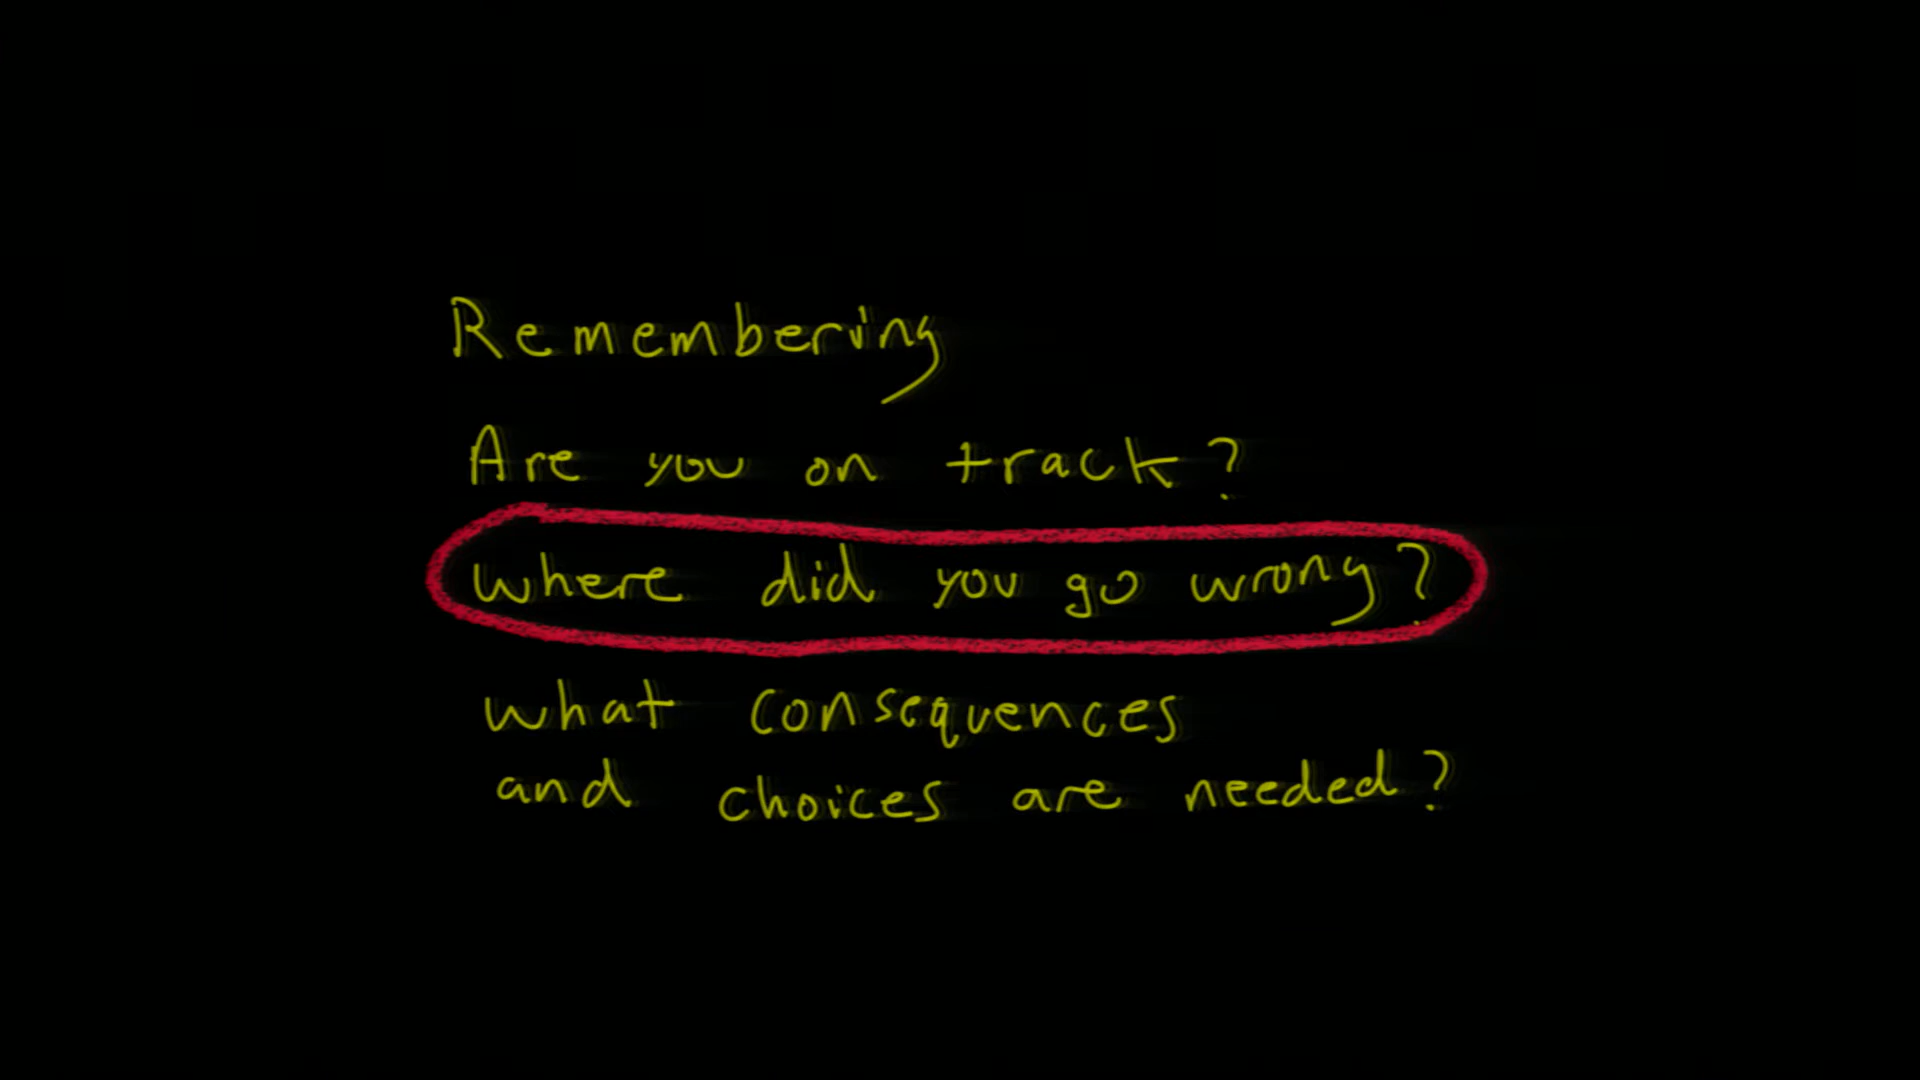 Remembering
Are you on track?
where did you go wrong?
what consequences
and choices are needed?